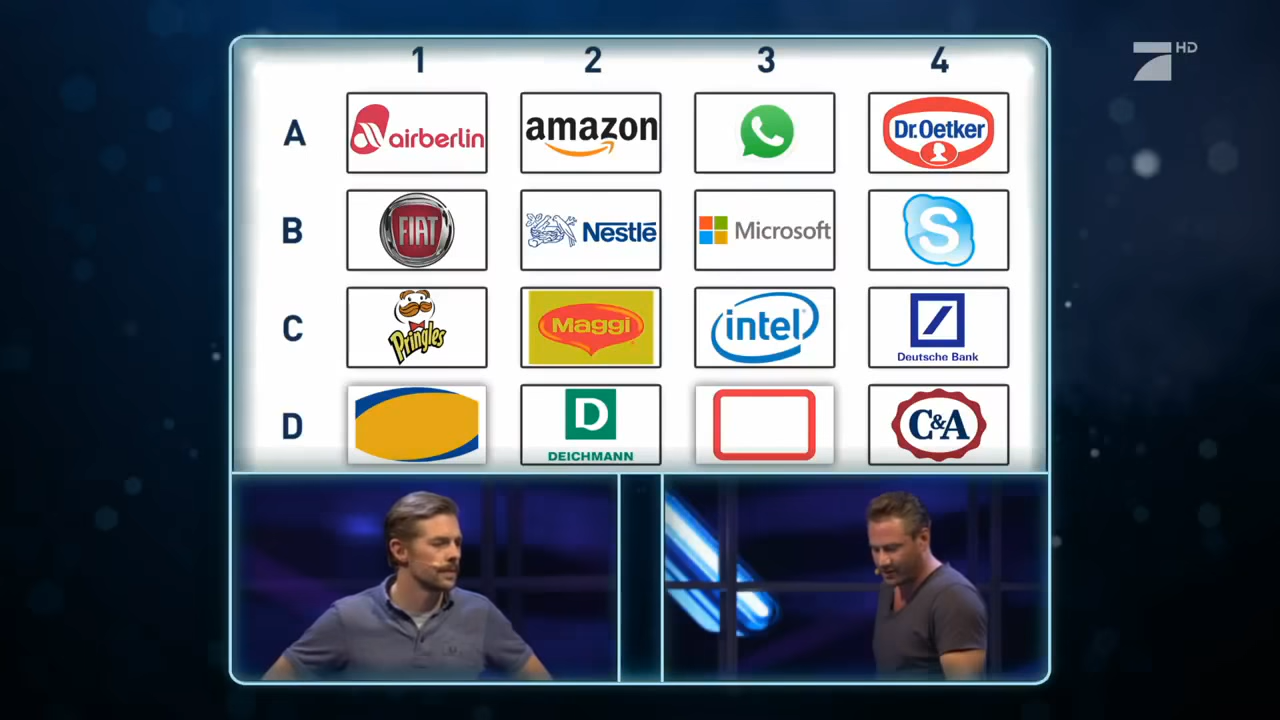 1 2 3 4
HD
A airberlin amazon Dr.Oetker
B FIAT Nestlé Microsoft S
C Pringles Maggi intel Deutsche Bank
D D DEICHMANN C&A